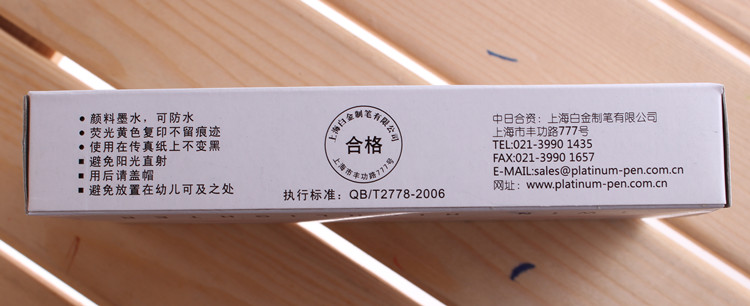 ● 颜料墨水，可防水
● 荧光黄色复印不留痕迹
● 使用在传真纸上不变黑
■ 避免阳光直射
■ 用后请盖帽
■ 避免放置在幼儿可及之处
上海白金制笔有限公司
合格
上海市丰功路777号
执行标准：QB/T2778-2006
中日合资：上海白金制笔有限公司
上海市丰功路777号
TEL:021-3990 1435
FAX:021-3990 1657
E-MAIL:sales@platinum-pen.com.cn
网址：www.platinum-pen.com.cn